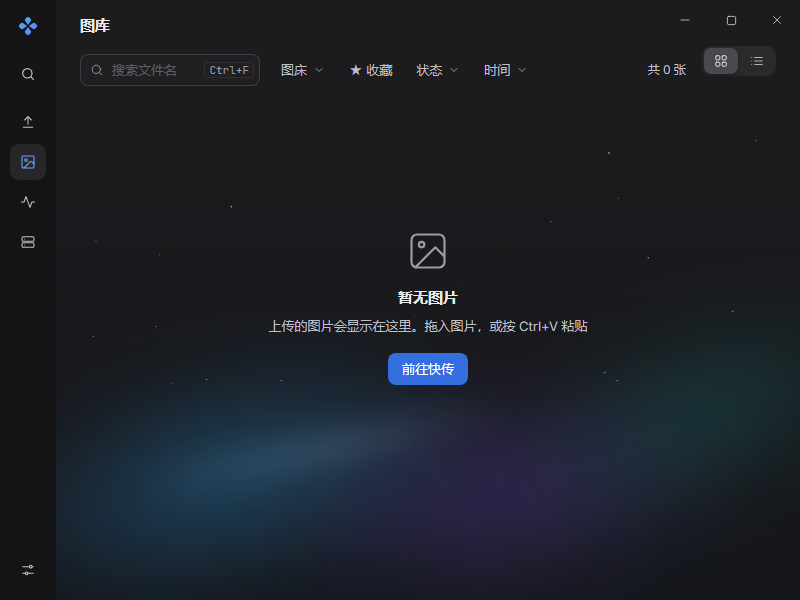 图库
搜索文件名 Ctrl+F 图床 ★ 收藏 状态 时间 共 0 张
暂无图片
上传的图片会显示在这里。拖入图片，或按 Ctrl+V 粘贴
前往快传